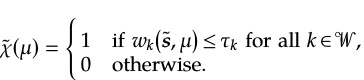 χ̃(μ) = { 1 if w_k(s̃, μ) ≤ τ_k for all k ∈ 𝒲,
0 otherwise.